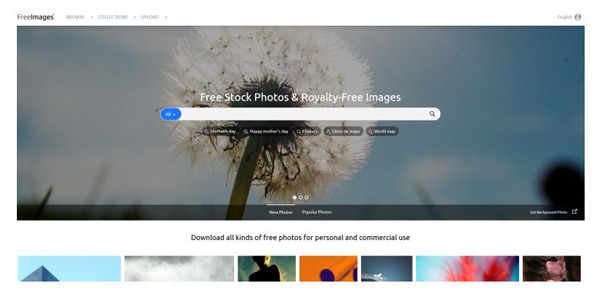 FreeImages
BROWSE COLLECTIONS UPLOAD English
Free Stock Photos & Royalty-Free Images
All
Mother's day Happy mother's day Flowers Cinco de mayo World map
New Photos Popular Photos Get Background Photo
Download all kinds of free photos for personal and commercial use